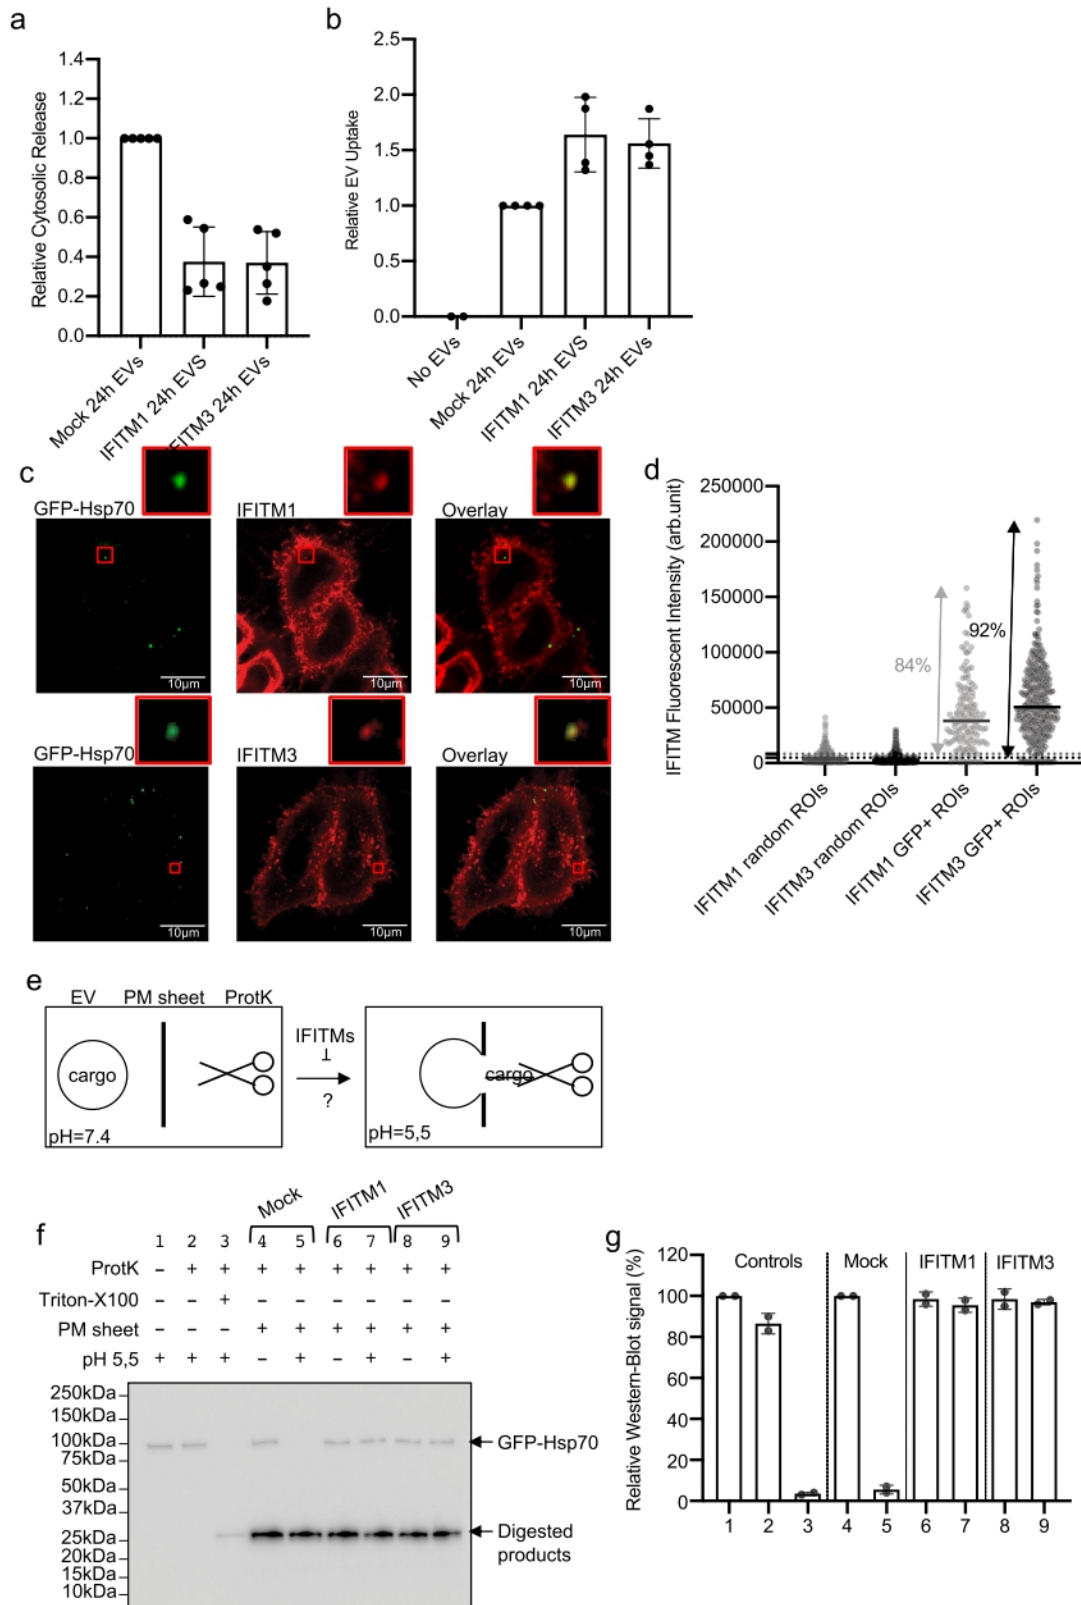 a
1.4
1.2
1.0
0.8
0.6
0.4
0.2
0.0
Relative Cytosolic Release
Mock 24h EVs
IFITM1 24h EVS
IFITM3 24h EVs
b
2.5
2.0
1.5
1.0
0.5
0.0
Relative EV Uptake
No EVs
Mock 24h EVs
IFITM1 24h EVS
IFITM3 24h EVs
c
GFP-Hsp70
IFITM1
Overlay
10µm
10µm
10µm
GFP-Hsp70
IFITM3
Overlay
10µm
10µm
10µm
d
250000
200000
150000
100000
50000
0
IFITM Fluorescent Intensity (arb.unit)
84%
92%
IFITM1 random ROIs
IFITM3 random ROIs
IFITM1 GFP+ ROIs
IFITM3 GFP+ ROIs
e
EV PM sheet ProtK
cargo
pH=7.4
IFITMs
?
cargo
pH=5,5
f
Mock IFITM1 IFITM3
1 2 3 4 5 6 7 8 9
ProtK – + + + + + + + +
Triton-X100 – – + – – – – – –
PM sheet – – – + + + + + +
pH 5,5 + + + – + – + – +
250kDa
150kDa
100kDa
75kDa
50kDa
37kDa
25kDa
20kDa
15kDa
10kDa
GFP-Hsp70
Digested
products
g
120
100
80
60
40
20
0
Relative Western-Blot signal (%)
Controls Mock IFITM1 IFITM3
1 2 3 4 5 6 7 8 9